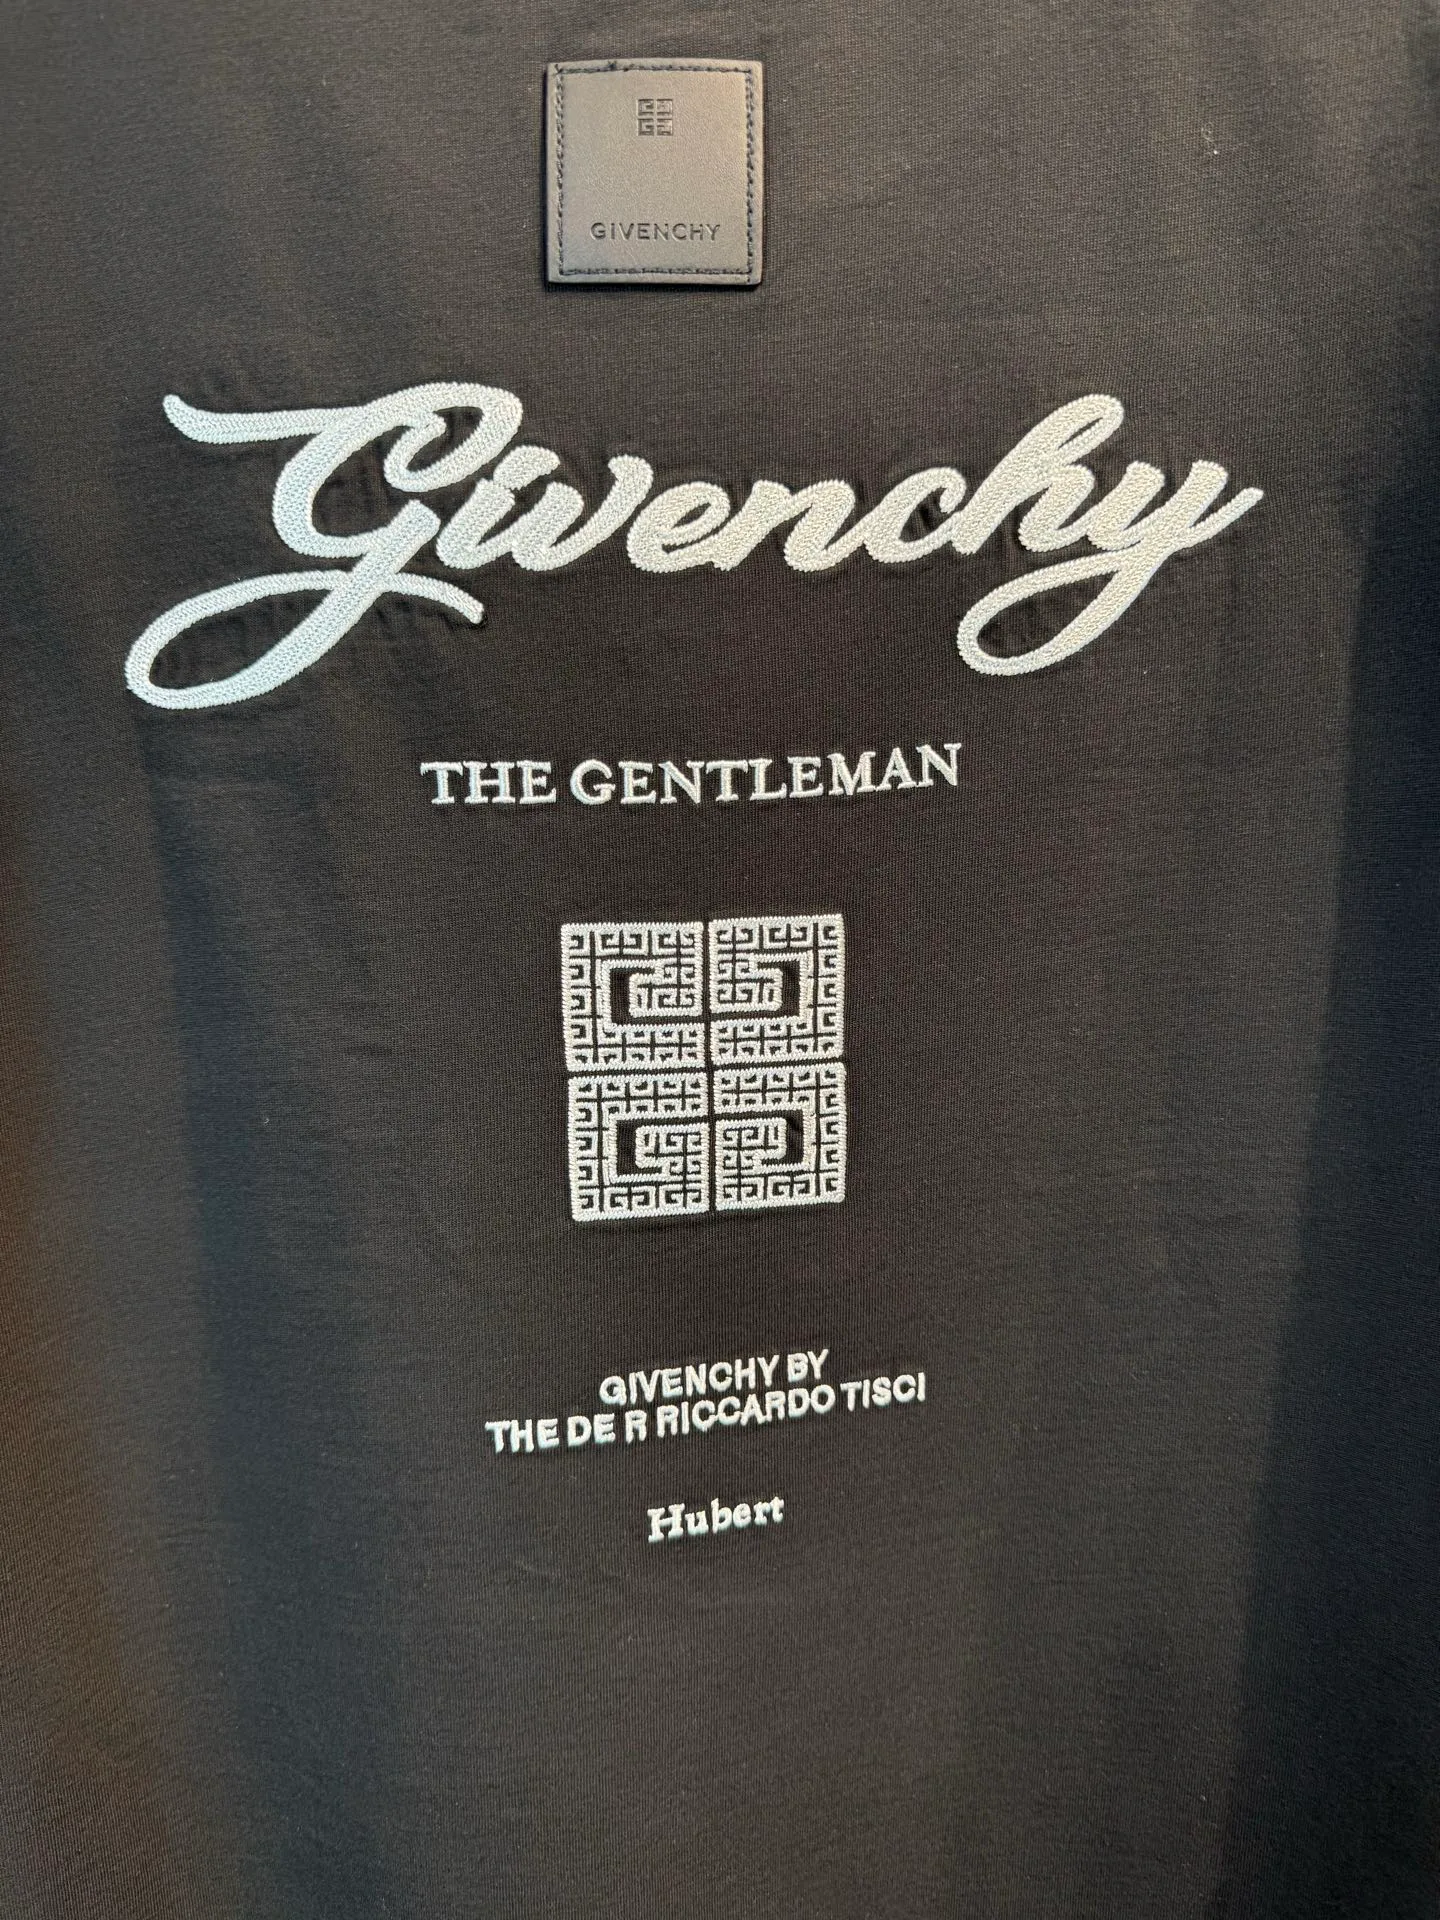 GIVENCHY
Givenchy
THE GENTLEMAN
GIVENCHY BY
THE DE R RICCARDO TISCI
Hubert